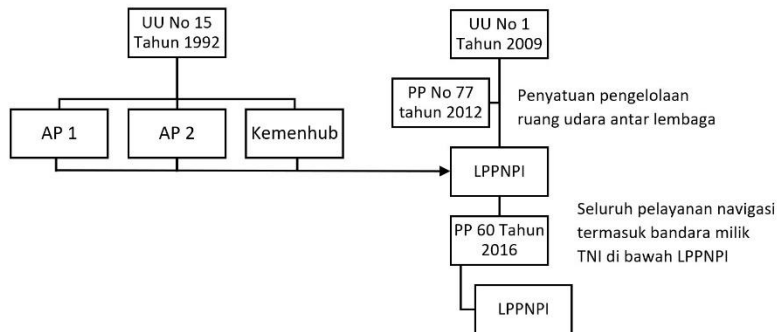 UU No 15
Tahun 1992
UU No 1
Tahun 2009
PP No 77
tahun 2012
Penyatuan pengelolaan
ruang udara antar lembaga
AP 1
AP 2
Kemenhub
LPPNPI
PP 60 Tahun
2016
Seluruh pelayanan navigasi
termasuk bandara milik
TNI di bawah LPPNPI
LPPNPI